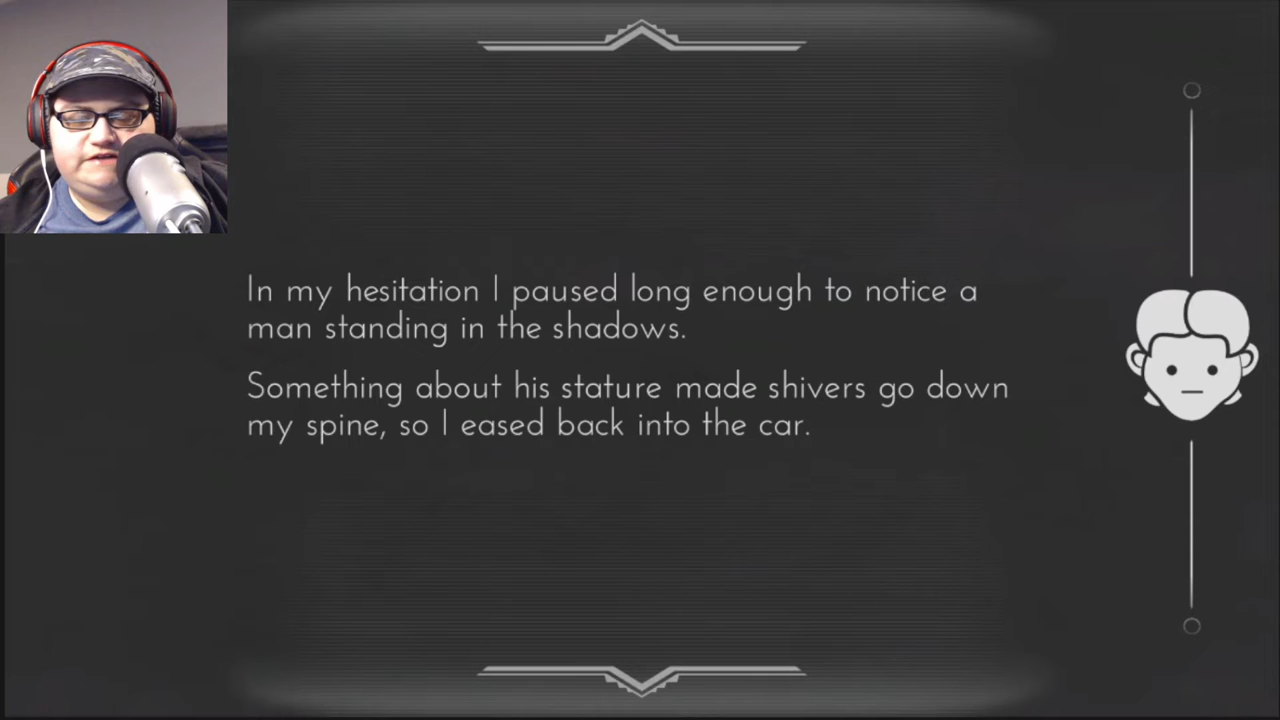 In my hesitation I paused long enough to notice a
man standing in the shadows.
Something about his stature made shivers go down
my spine, so I eased back into the car.